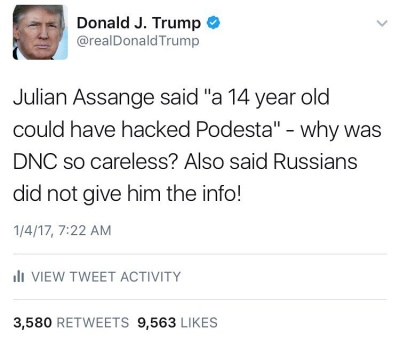 Donald J. Trump
@realDonaldTrump
Julian Assange said "a 14 year old
could have hacked Podesta" - why was
DNC so careless? Also said Russians
did not give him the info!
1/4/17, 7:22 AM
VIEW TWEET ACTIVITY
3,580 RETWEETS 9,563 LIKES